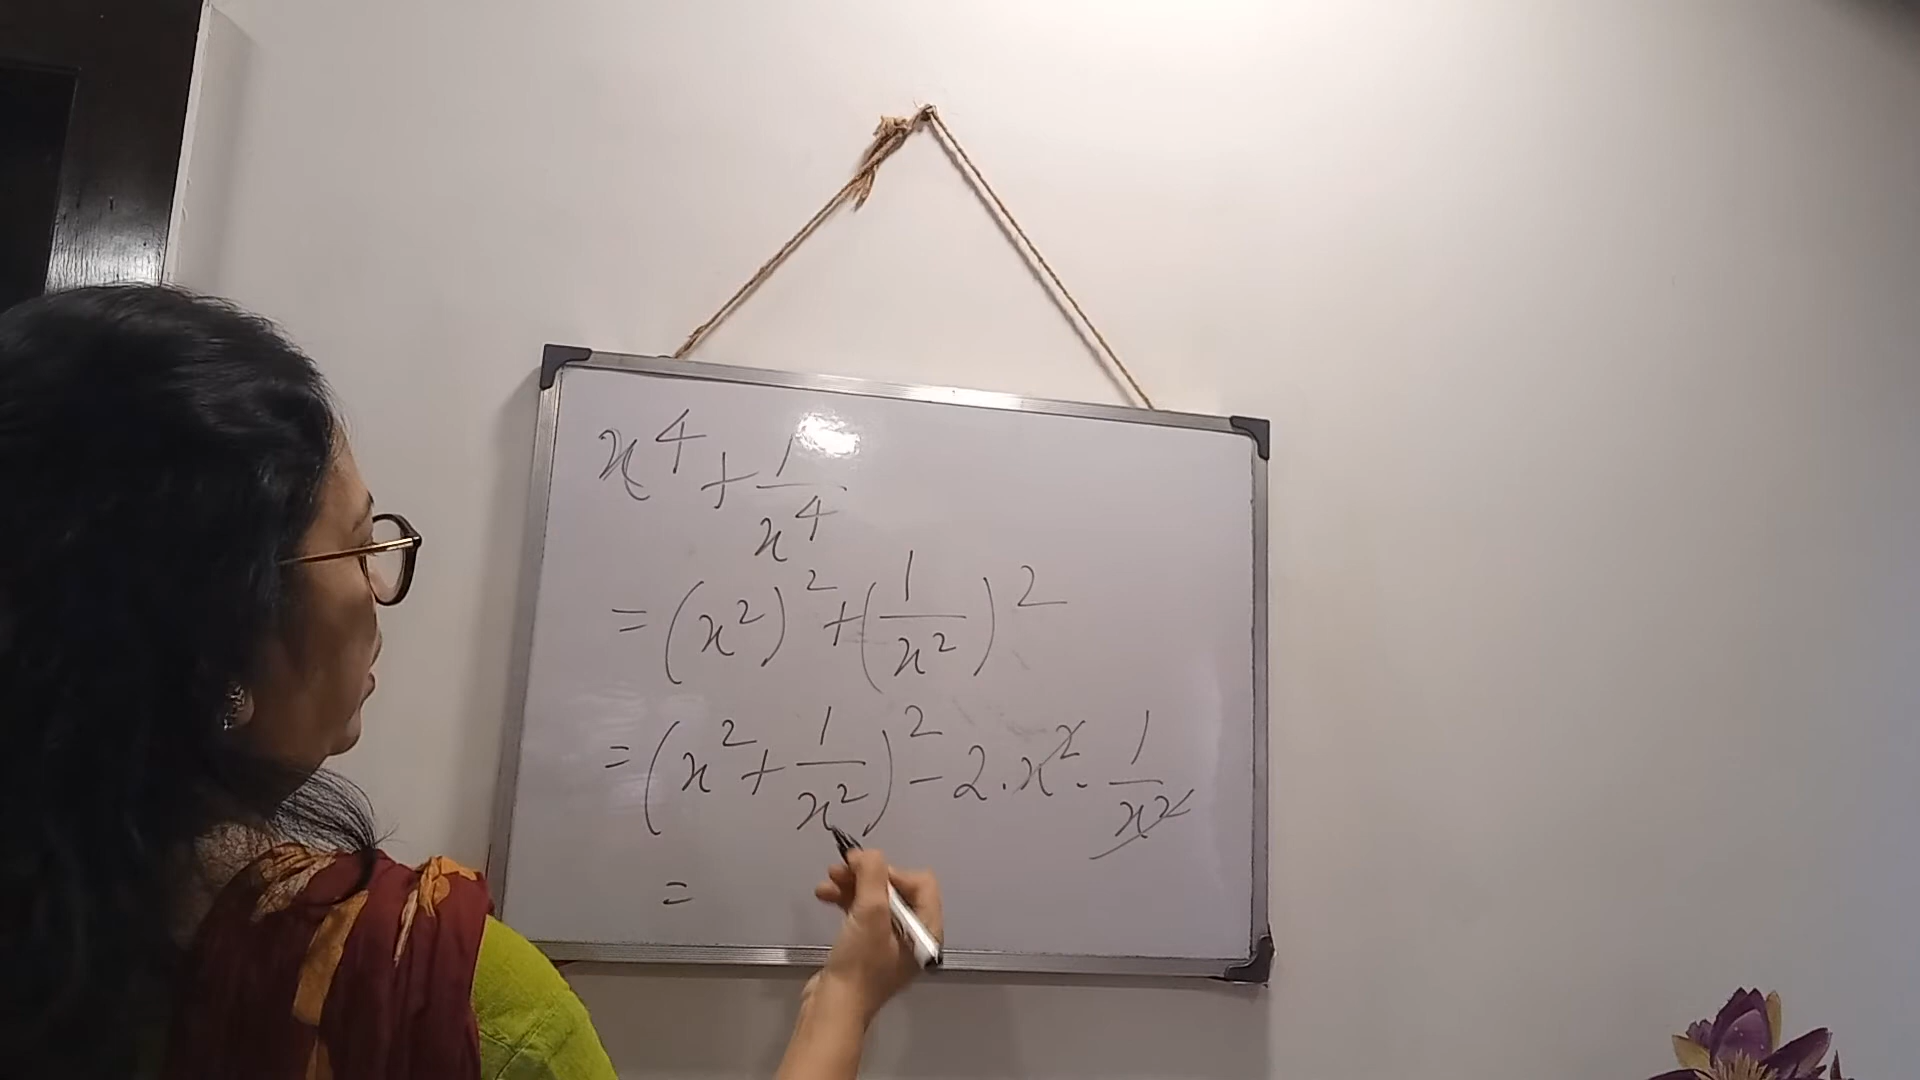 x⁴ + 1/x⁴
= (x²)² + (1/x²)²
= (x² + 1/x²)² - 2 . x² . 1/x²
=